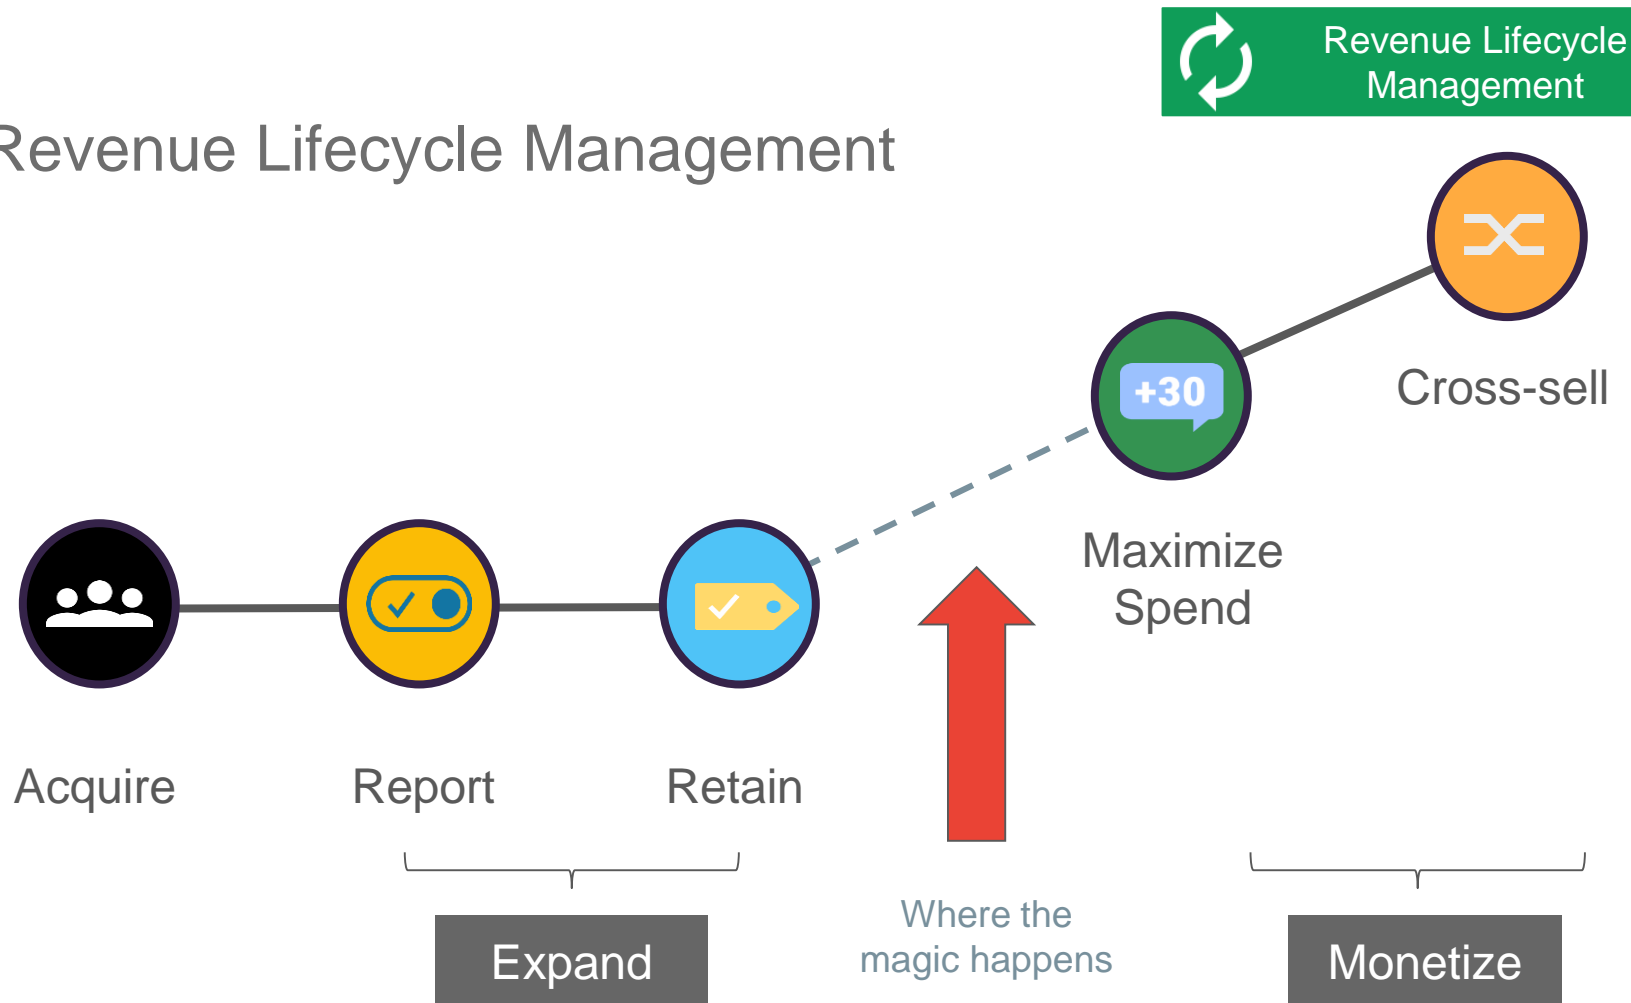 Revenue Lifecycle
Management
Revenue Lifecycle Management
+30
Cross-sell
Maximize
Spend
Acquire
Report
Retain
Where the
magic happens
Expand
Monetize